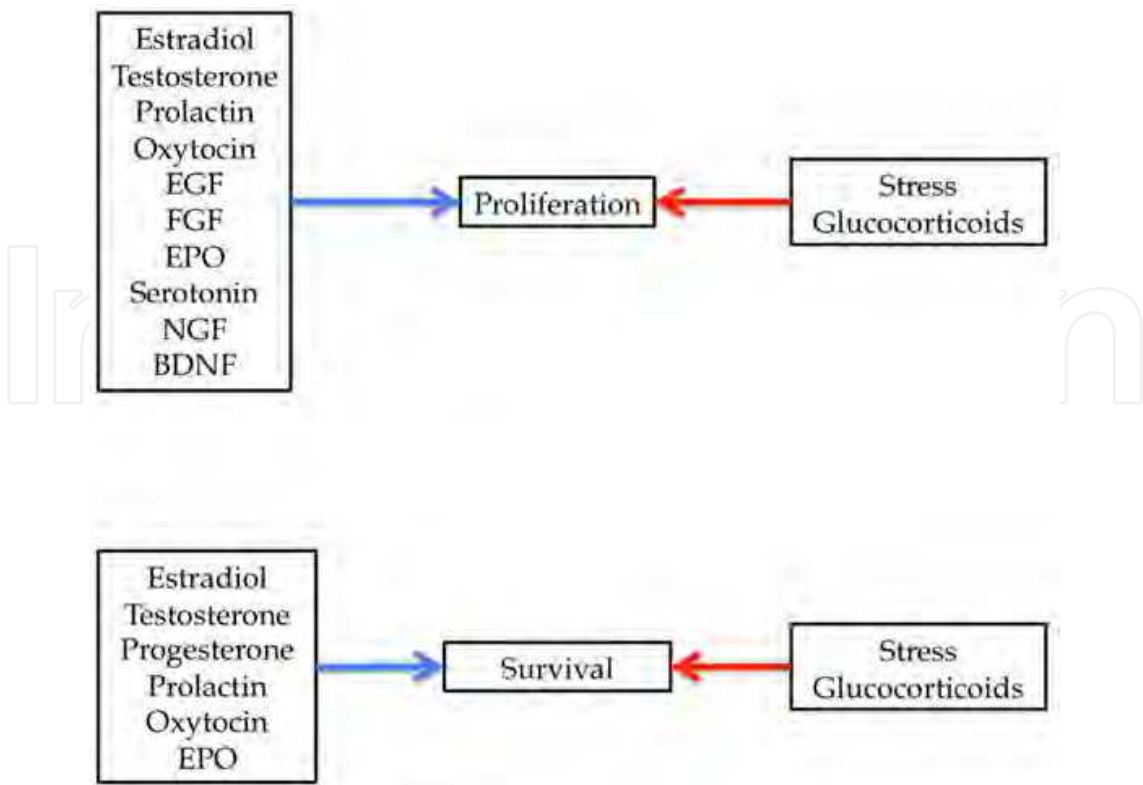 Estradiol
Testosterone
Prolactin
Oxytocin
EGF
FGF
EPO
Serotonin
NGF
BDNF
Proliferation
Stress
Glucocorticoids
Estradiol
Testosterone
Progesterone
Prolactin
Oxytocin
EPO
Survival
Stress
Glucocorticoids